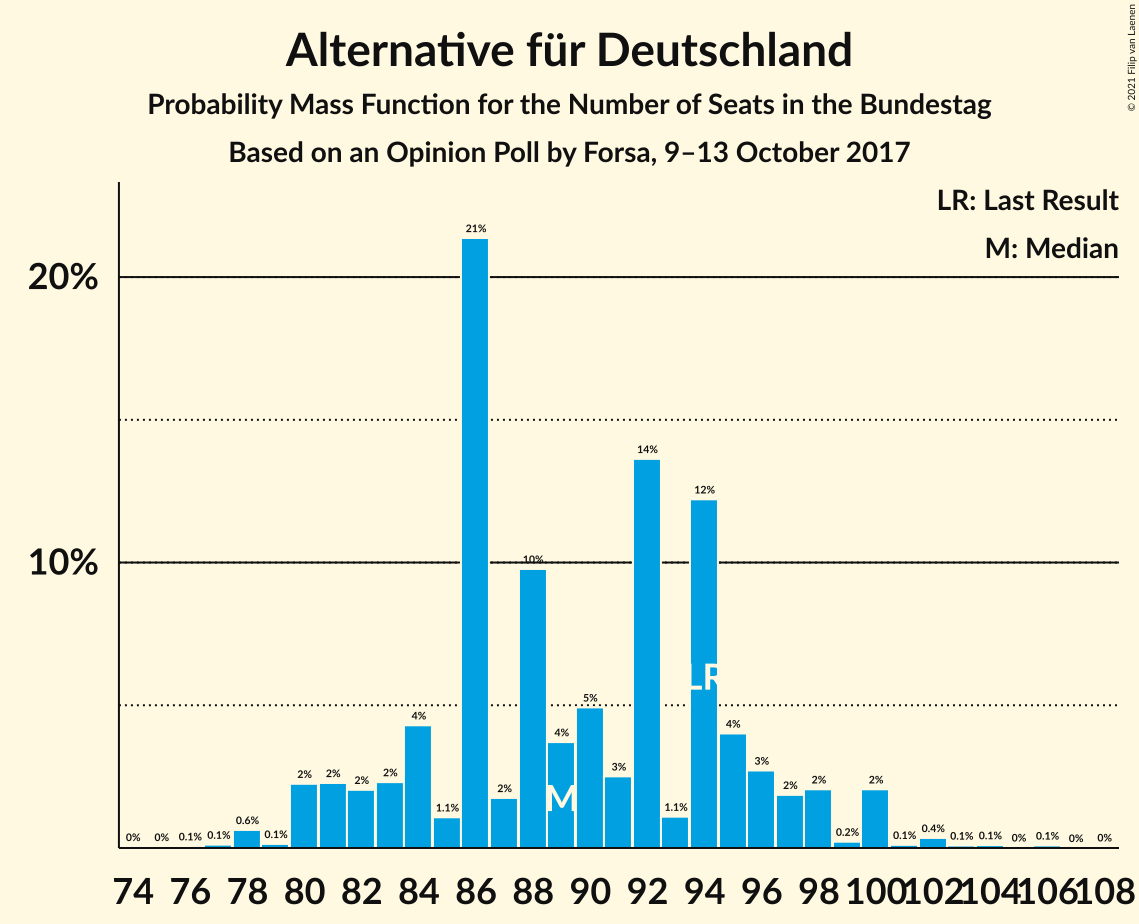 Alternative für Deutschland
Probability Mass Function for the Number of Seats in the Bundestag
Based on an Opinion Poll by Forsa, 9–13 October 2017
© 2021 Filip van Laenen
LR: Last Result
M: Median
20%
10%
0% 0% 0.1% 0.1% 0.6% 0.1% 2% 2% 2% 2% 4% 1.1% 21% 2% 10% 4% 5% 3% 14% 1.1% 12% 4% 3% 2% 2% 0.2% 2% 0.1% 0.4% 0.1% 0.1% 0% 0.1% 0% 0%
M
LR
74 76 78 80 82 84 86 88 90 92 94 96 98 100 102 104 106 108